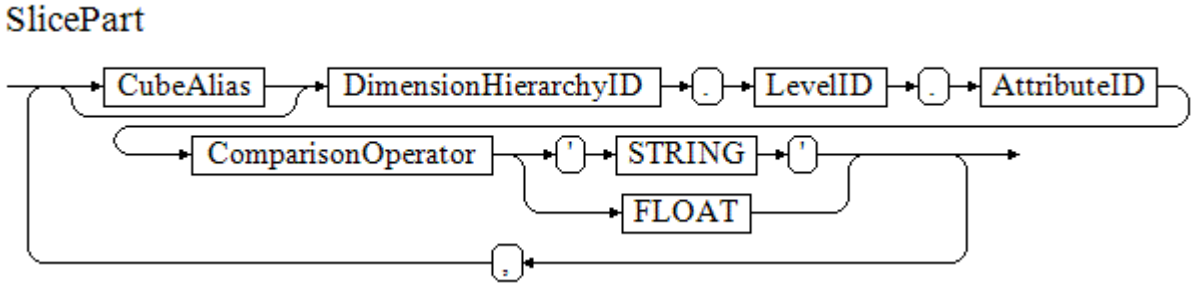 SlicePart
CubeAlias DimensionHierarchyID . LevelID . AttributeID
ComparisonOperator ' STRING '
FLOAT
,